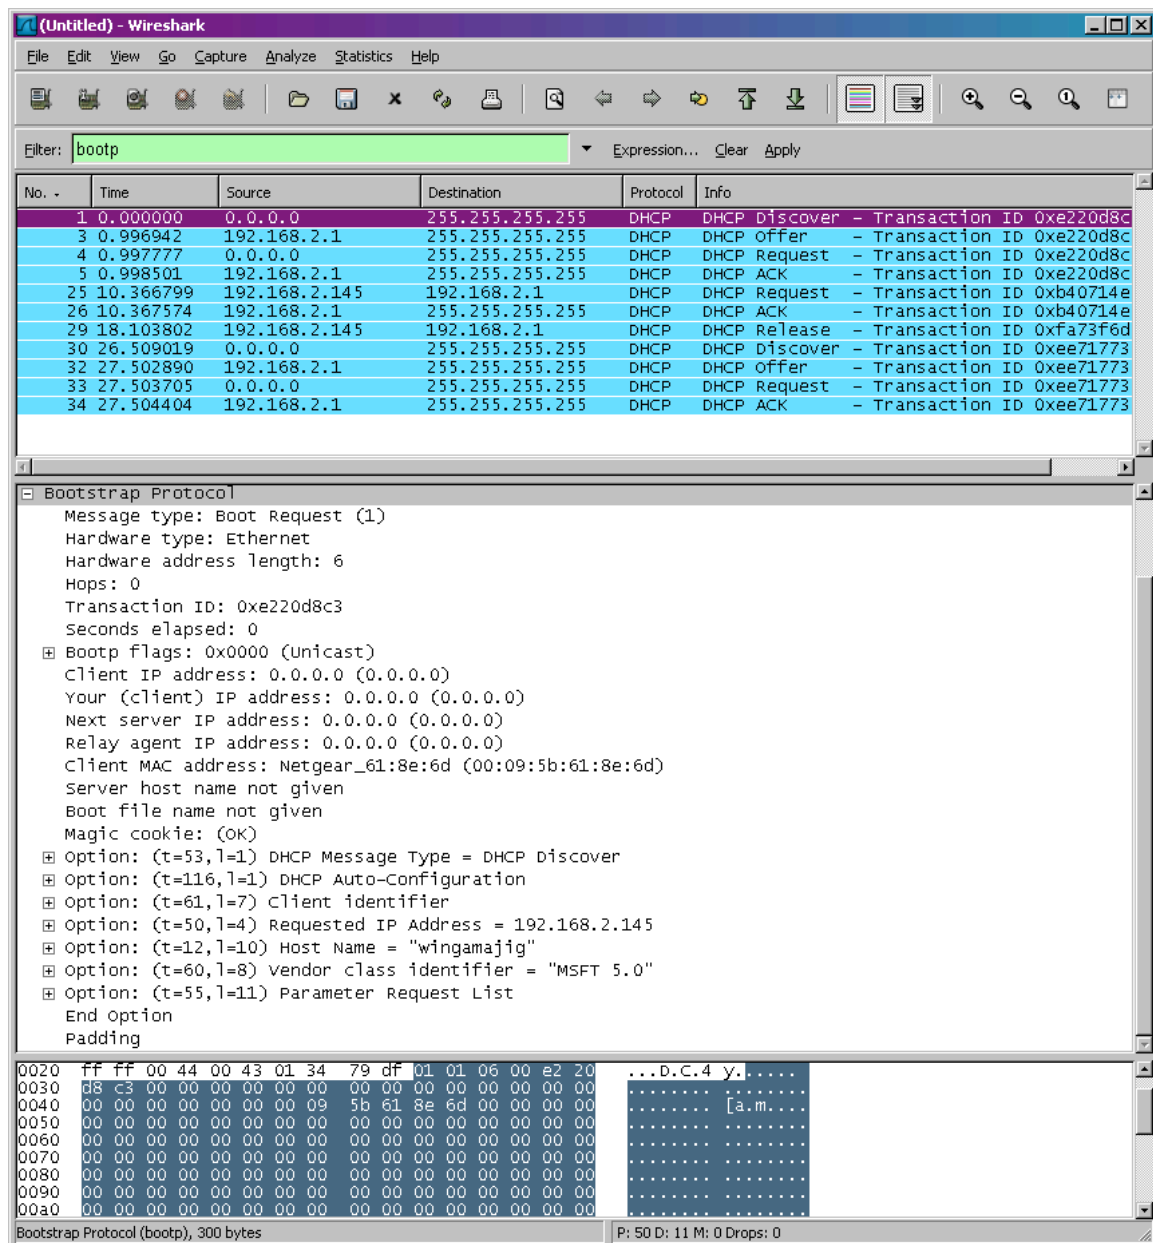 (Untitled) - Wireshark
File Edit View Go Capture Analyze Statistics Help
Filter: bootp Expression... Clear Apply
No. - Time Source Destination Protocol Info
1 0.000000 0.0.0.0 255.255.255.255 DHCP DHCP Discover - Transaction ID 0xe220d8c
3 0.996942 192.168.2.1 255.255.255.255 DHCP DHCP Offer - Transaction ID 0xe220d8c
4 0.997777 0.0.0.0 255.255.255.255 DHCP DHCP Request - Transaction ID 0xe220d8c
5 0.998501 192.168.2.1 255.255.255.255 DHCP DHCP ACK - Transaction ID 0xe220d8c
25 10.366799 192.168.2.145 192.168.2.1 DHCP DHCP Request - Transaction ID 0xb40714e
26 10.367574 192.168.2.1 255.255.255.255 DHCP DHCP ACK - Transaction ID 0xb40714e
29 18.103802 192.168.2.145 192.168.2.1 DHCP DHCP Release - Transaction ID 0xfa73f6d
30 26.509019 0.0.0.0 255.255.255.255 DHCP DHCP Discover - Transaction ID 0xee71773
32 27.502890 192.168.2.1 255.255.255.255 DHCP DHCP Offer - Transaction ID 0xee71773
33 27.503705 0.0.0.0 255.255.255.255 DHCP DHCP Request - Transaction ID 0xee71773
34 27.504404 192.168.2.1 255.255.255.255 DHCP DHCP ACK - Transaction ID 0xee71773
Bootstrap Protocol
Message type: Boot Request (1)
Hardware type: Ethernet
Hardware address length: 6
Hops: 0
Transaction ID: 0xe220d8c3
Seconds elapsed: 0
Bootp flags: 0x0000 (Unicast)
Client IP address: 0.0.0.0 (0.0.0.0)
Your (client) IP address: 0.0.0.0 (0.0.0.0)
Next server IP address: 0.0.0.0 (0.0.0.0)
Relay agent IP address: 0.0.0.0 (0.0.0.0)
Client MAC address: Netgear_61:8e:6d (00:09:5b:61:8e:6d)
Server host name not given
Boot file name not given
Magic cookie: (OK)
Option: (t=53,l=1) DHCP Message Type = DHCP Discover
Option: (t=116,l=1) DHCP Auto-Configuration
Option: (t=61,l=7) Client identifier
Option: (t=50,l=4) Requested IP Address = 192.168.2.145
Option: (t=12,l=10) Host Name = "wingamajig"
Option: (t=60,l=8) Vendor class identifier = "MSFT 5.0"
Option: (t=55,l=11) Parameter Request List
End Option
Padding
0020 ff ff 00 44 00 43 01 34 79 df 01 01 06 00 e2 20 ...D.C.4 y.....
0030 d8 c3 00 00 00 00 00 00 00 00 00 00 00 00 00 00 ........ ........
0040 00 00 00 00 00 00 00 09 5b 61 8e 6d 00 00 00 00 ........ [a.m....
0050 00 00 00 00 00 00 00 00 00 00 00 00 00 00 00 00 ........ ........
0060 00 00 00 00 00 00 00 00 00 00 00 00 00 00 00 00 ........ ........
0070 00 00 00 00 00 00 00 00 00 00 00 00 00 00 00 00 ........ ........
0080 00 00 00 00 00 00 00 00 00 00 00 00 00 00 00 00 ........ ........
0090 00 00 00 00 00 00 00 00 00 00 00 00 00 00 00 00 ........ ........
00a0 00 00 00 00 00 00 00 00 00 00 00 00 00 00 00 00 ........ ........
Bootstrap Protocol (bootp), 300 bytes P: 50 D: 11 M: 0 Drops: 0